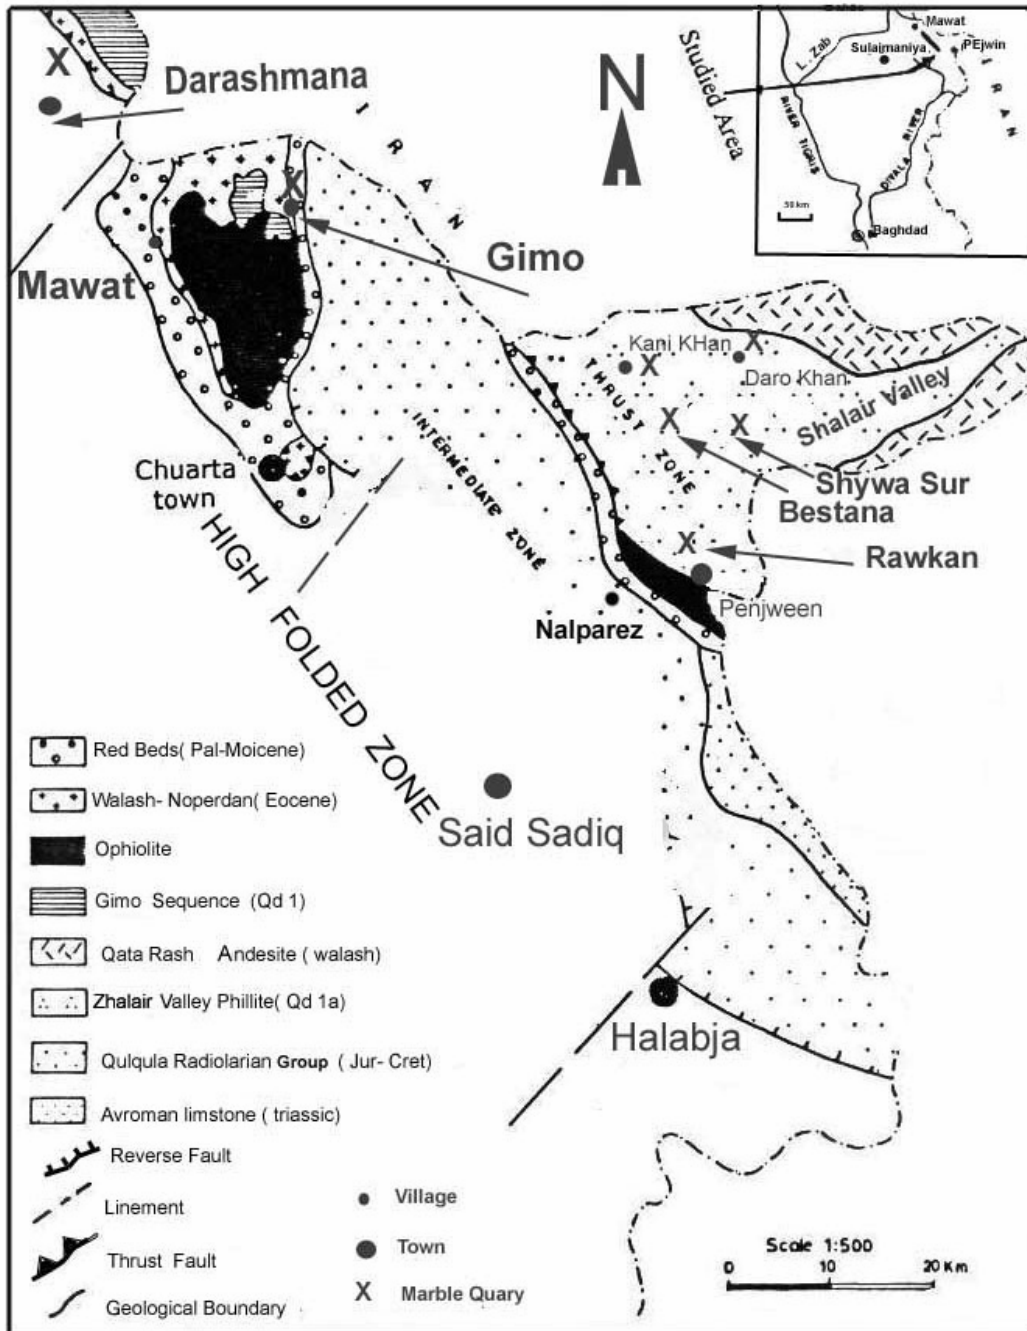 Darashmana
I R A N
N
Studied Area
Mawat
L. Zab
Sulaimaniya
PEjwin
I R A N
RIVER TIGRIS
DIYALA RIVER
50 km
Baghdad
Gimo
Mawat
Kani KHan
Daro Khan
THRUST ZONE
Shalair Valley
INTERMEDIATE ZONE
Chuarta
town
Shywa Sur
Bestana
HIGH FOLDED ZONE
Rawkan
Penjween
Nalparez
Said Sadiq
Halabja
Red Beds( Pal-Moicene)
Walash- Noperdan( Eocene)
Ophiolite
Gimo Sequence (Qd 1)
Qata Rash Andesite ( walash)
Zhalair Valley Phillite( Qd 1a)
Qulqula Radiolarian Group ( Jur- Cret)
Avroman limstone ( triassic)
Reverse Fault
Linement
Thrust Fault
Geological Boundary
Village
Town
X Marble Quary
Scale 1:500
0 10 20 Km